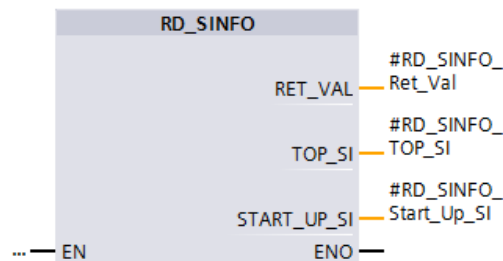 RD_SINFO
#RD_SINFO_
RET_VAL Ret_Val
#RD_SINFO_
TOP_SI TOP_SI
#RD_SINFO_
START_UP_SI Start_Up_SI
... EN ENO